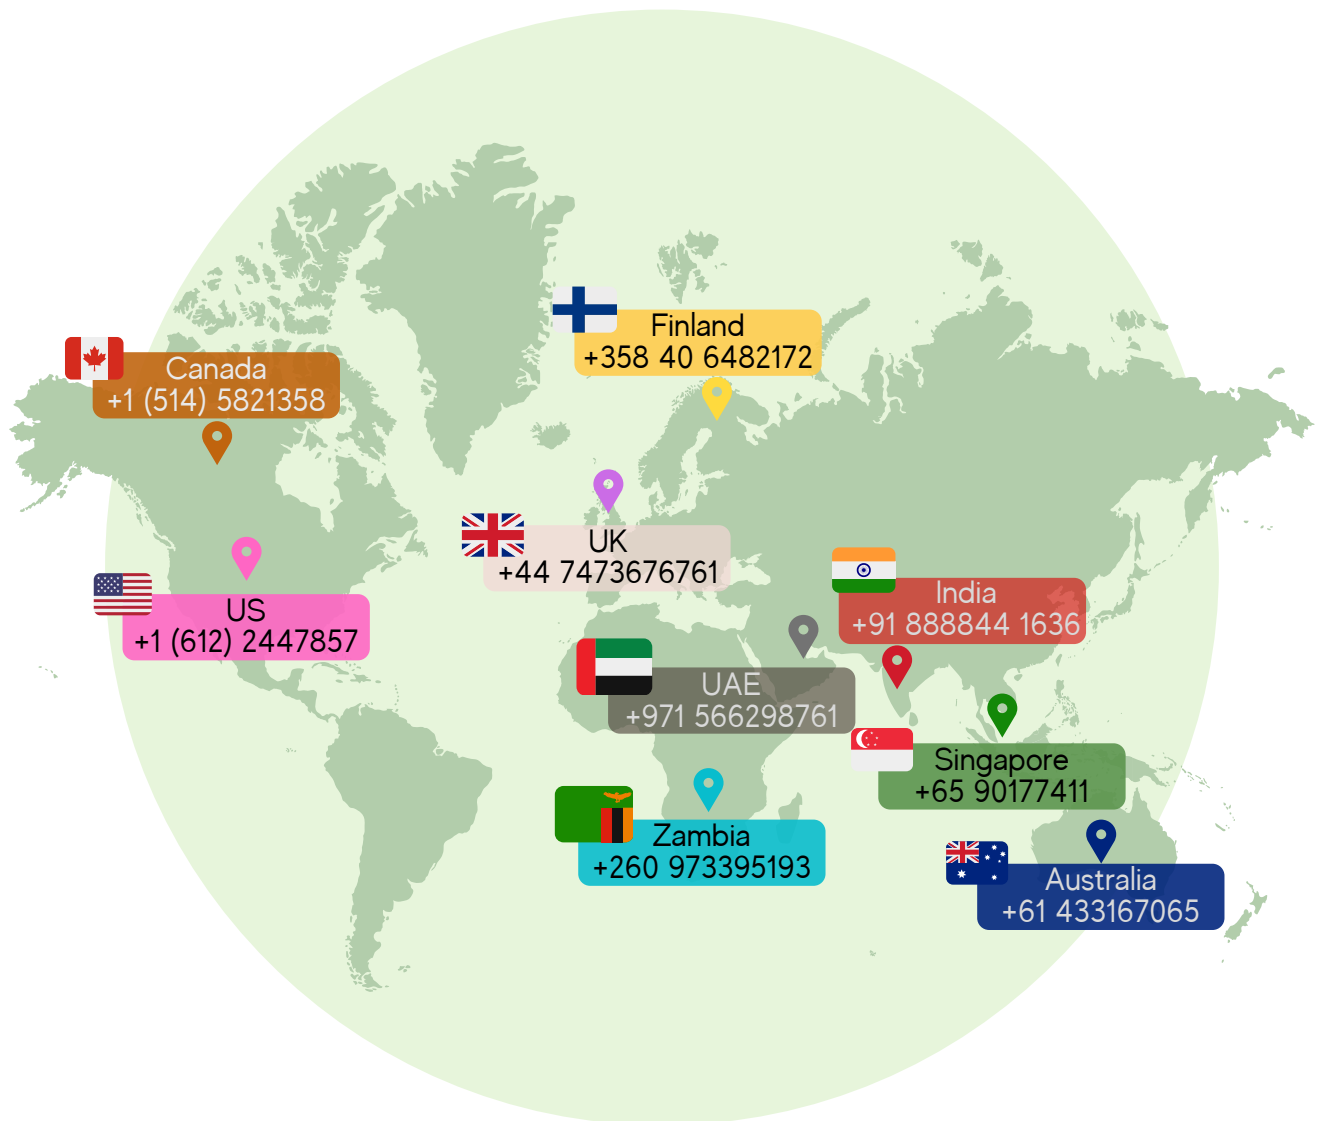 Finland
+358 40 6482172
Canada
+1 (514) 5821358
UK
+44 7473676761
India
+91 888844 1636
US
+1 (612) 2447857
UAE
+971 566298761
Singapore
+65 90177411
Zambia
+260 973395193
Australia
+61 433167065